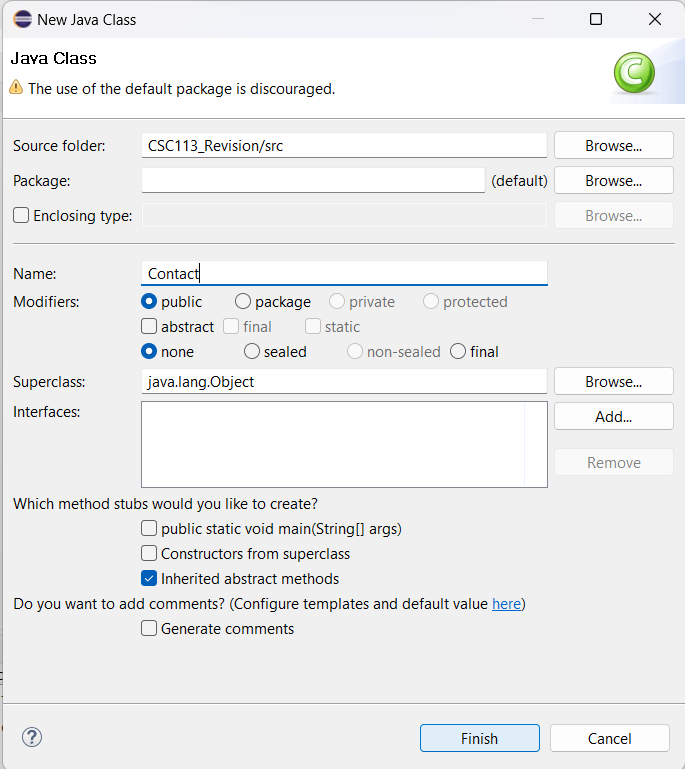 New Java Class
Java Class
The use of the default package is discouraged.
Source folder: CSC113_Revision/src Browse...
Package: (default) Browse...
Enclosing type: Browse...
Name: Contact
Modifiers: public package private protected
abstract final static
none sealed non-sealed final
Superclass: java.lang.Object Browse...
Interfaces: Add...
Remove
Which method stubs would you like to create?
public static void main(String[] args)
Constructors from superclass
Inherited abstract methods
Do you want to add comments? (Configure templates and default value here)
Generate comments
? Finish Cancel